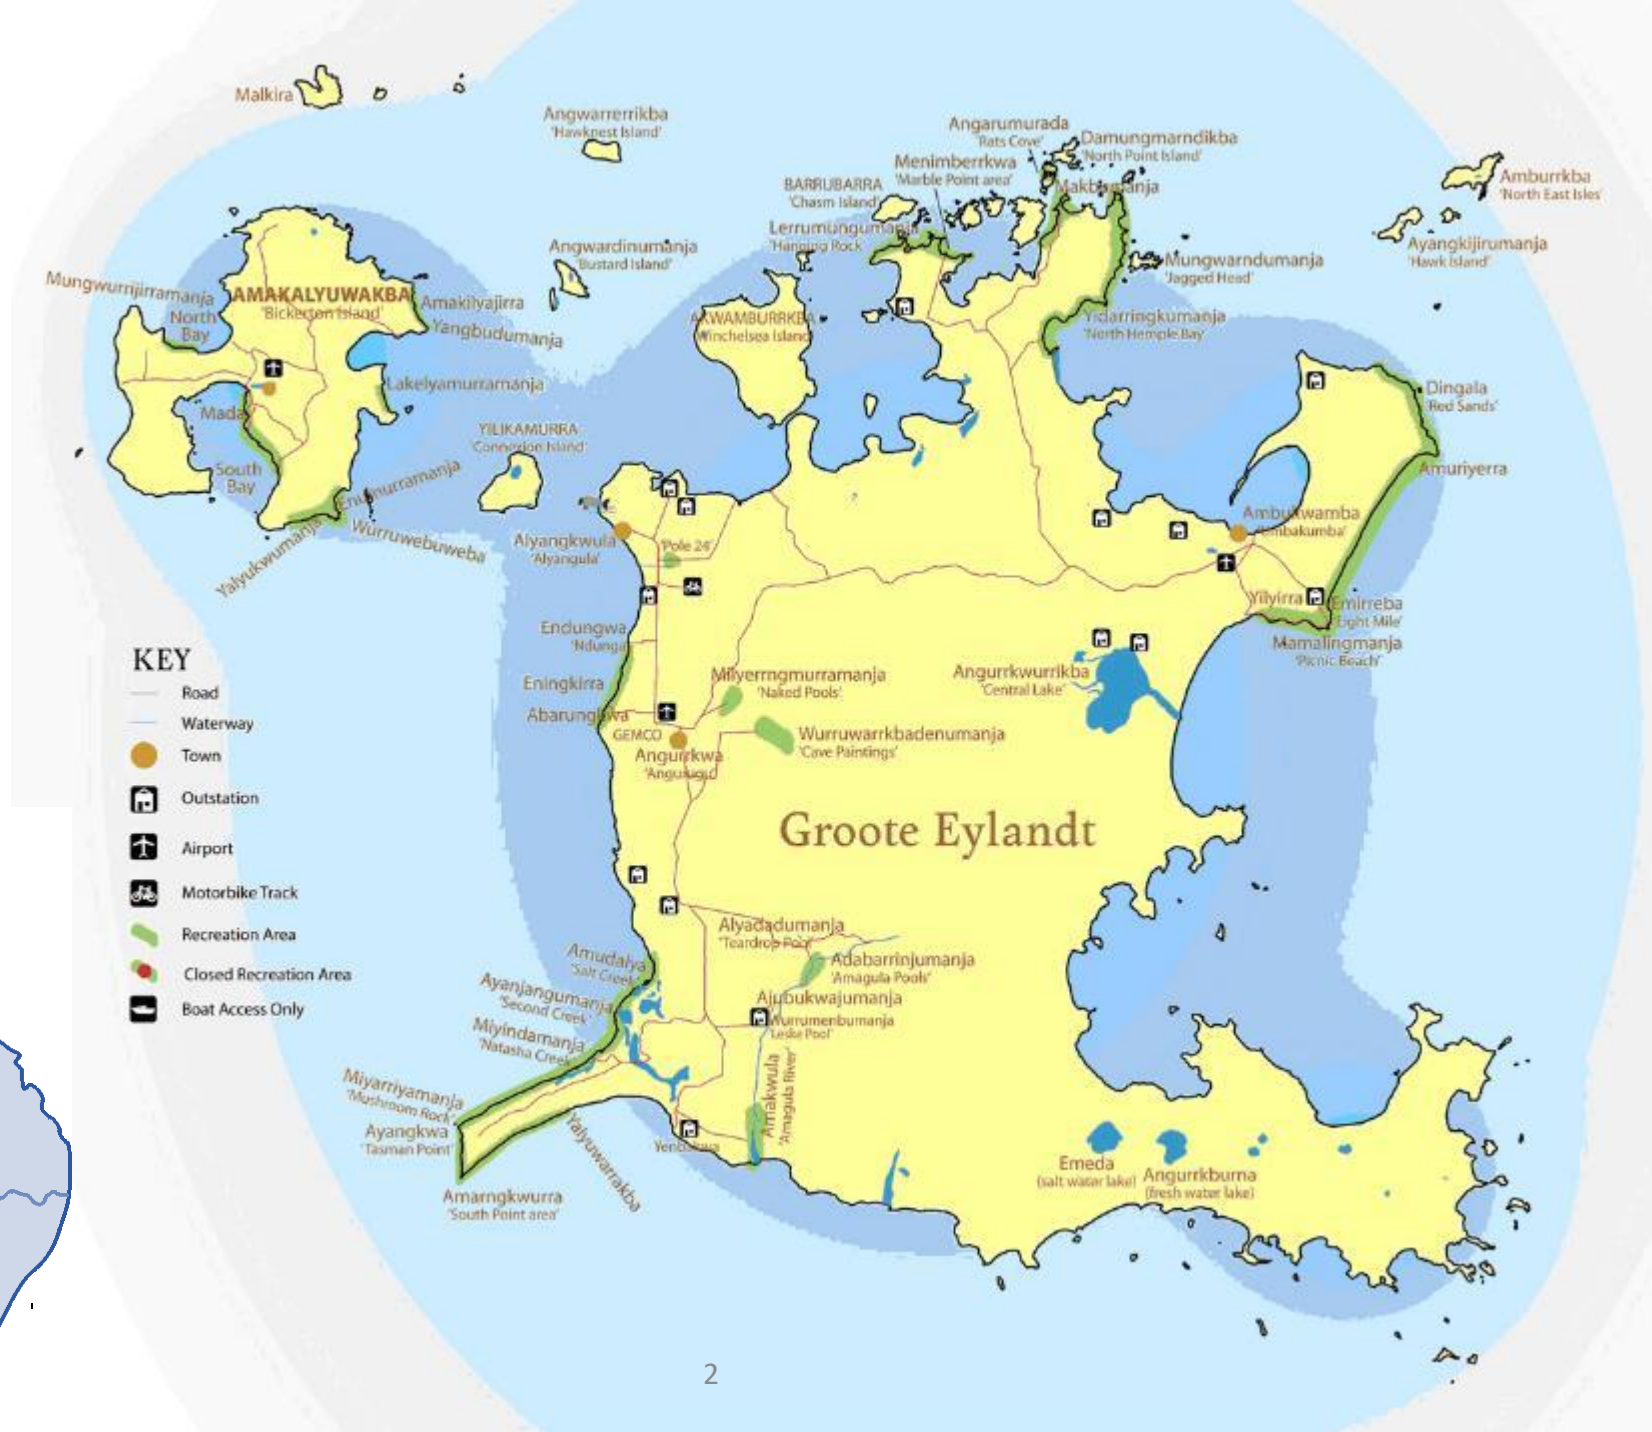 Malkira
Angwarrerrikba
'Hawknest Island'
Angarumurada
'Rats Cove'
Damungmarndikba
'North Point Island'
Menimberrkwa
'Marble Point area'
Makbumanja
BARRUBARRA
'Chasm Island'
Amburrkba
'North East Isles'
Lerrumungumanja
'Hanging Rock'
Ayangkijirumanja
'Hawk Island'
Angwardinumanja
'Bustard Island'
Mungwarndumanja
'Jagged Head'
Mungwurrijirramanja
North
Bay
AMAKALYUWAKBA
'Bickerton Island'
Amakilyajirra
Yangbudumanja
AKWAMBURRKBA
'Winchelsea Island'
Yidarringkumanja
'North Hemple Bay'
Lakelyamurramanja
Dingala
'Red Sands'
Mada
YILIKAMURRA
'Connexion Island'
South
Bay
Enumurramanja
Amuriyerra
Yalyukwumanja
Wurruwebuweba
Alyangkwula
'Alyangula'
'Pole 24'
Ambukwamba
'Umbakumba'
Yilyirra
Emirreba
'Eight Mile'
Mamalingmanja
'Picnic Beach'
Endungwa
'Ndunga'
Eningkirra
Abarungkwa
GEMCO
Angurrkwa
'Angurugu'
Milyerrngmurramanja
'Naked Pools'
Wurruwarrkbadenumanja
'Cave Paintings'
Angurrkwurrikba
'Central Lake'
Groote Eylandt
KEY
Road
Waterway
Town
Outstation
Airport
Motorbike Track
Recreation Area
Closed Recreation Area
Boat Access Only
Alyadadumanja
'Teardrop Pool'
Adabarrinjumanja
'Amagula Pools'
Amudalya
'Salt Creek'
Ayanjangumanja
'Second Creek'
Ajubukwajumanja
Wurrumenbumanja
'Leske Pool'
Miyindamanja
'Natasha Creek'
Amakwula
'Amagula River'
Miyarriyamanja
'Mushroom Rock'
Ayangkwa
'Tasman Point'
Yalyuwarrakba
Yenbakwa
Amarngkwurra
'South Point area'
Emeda
(salt water lake)
Angurrkburna
(fresh water lake)
2